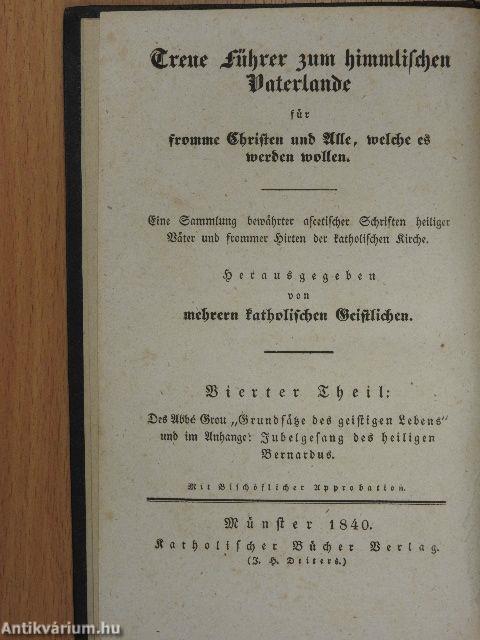 Treue Führer zum himmlischen
Vaterlande
für
fromme Christen und Alle, welche es
werden wollen.
Eine Sammlung bewährter ascetischer Schriften heiliger
Väter und frommer Hirten der katholischen Kirche.
Herausgegeben
von
mehrern katholischen Geistlichen.
Vierter Theil:
Des Abbé Grou „Grundsätze des geistigen Lebens“
und im Anhange: Jubelgesang des heiligen
Bernardus.
Mit Bischöflicher Approbation.
Münster 1840.
Katholischer Bücher Verlag.
(J. H. Deiters.)
Antikvárium.hu